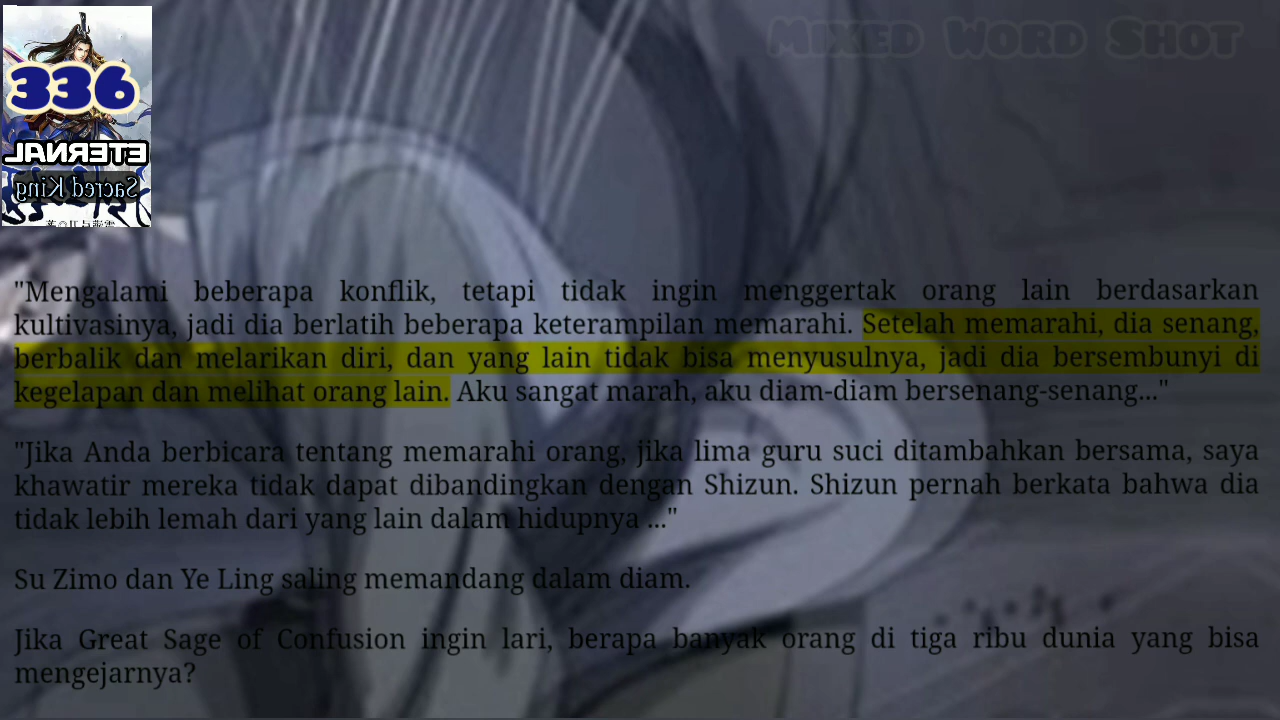 Mixed Word Shot
336
ETERNAL
Sacred King
"Mengalami beberapa konflik, tetapi tidak ingin menggertak orang lain berdasarkan
kultivasinya, jadi dia berlatih beberapa keterampilan memarahi. Setelah memarahi, dia senang,
berbalik dan melarikan diri, dan yang lain tidak bisa menyusulnya, jadi dia bersembunyi di
kegelapan dan melihat orang lain. Aku sangat marah, aku diam-diam bersenang-senang..."
"Jika Anda berbicara tentang memarahi orang, jika lima guru suci ditambahkan bersama, saya
khawatir mereka tidak dapat dibandingkan dengan Shizun. Shizun pernah berkata bahwa dia
tidak lebih lemah dari yang lain dalam hidupnya ..."
Su Zimo dan Ye Ling saling memandang dalam diam.
Jika Great Sage of Confusion ingin lari, berapa banyak orang di tiga ribu dunia yang bisa
mengejarnya?